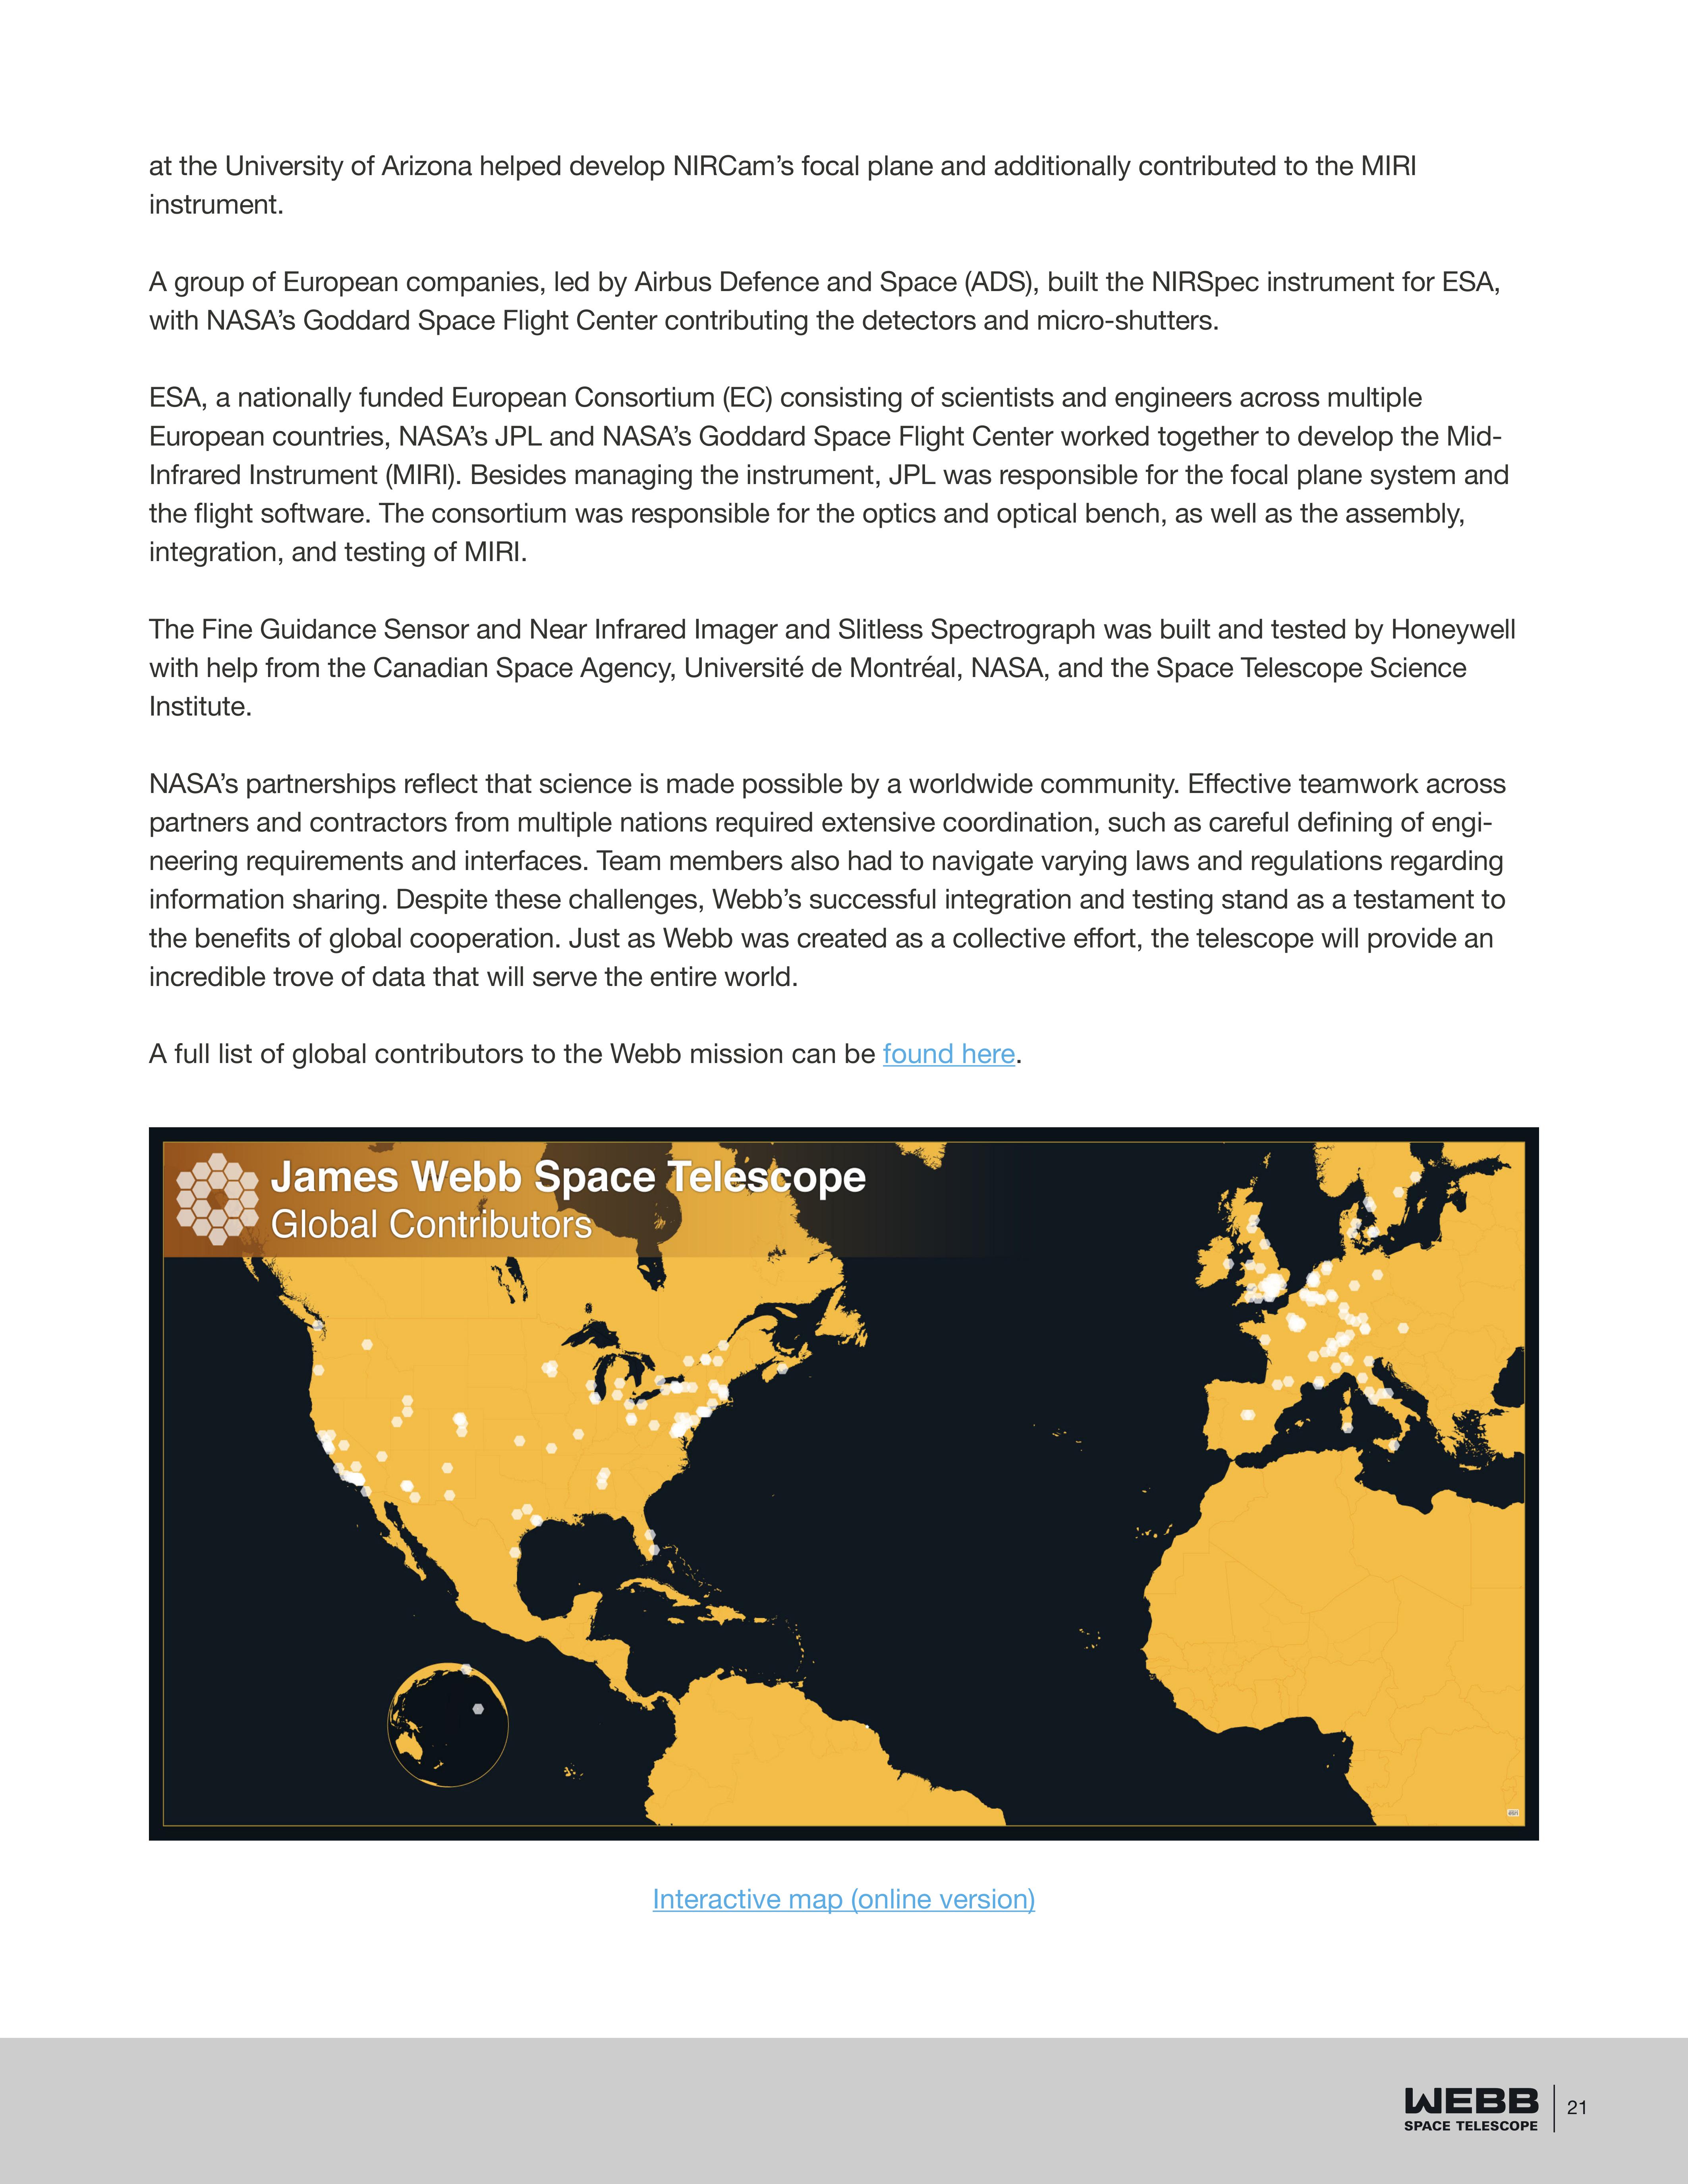 at the University of Arizona helped develop NIRCam’s focal plane and additionally contributed to the MIRI
instrument.
A group of European companies, led by Airbus Defence and Space (ADS), built the NIRSpec instrument for ESA,
with NASA’s Goddard Space Flight Center contributing the detectors and micro-shutters.
ESA, a nationally funded European Consortium (EC) consisting of scientists and engineers across multiple
European countries, NASA’s JPL and NASA’s Goddard Space Flight Center worked together to develop the Mid-
Infrared Instrument (MIRI). Besides managing the instrument, JPL was responsible for the focal plane system and
the flight software. The consortium was responsible for the optics and optical bench, as well as the assembly,
integration, and testing of MIRI.
The Fine Guidance Sensor and Near Infrared Imager and Slitless Spectrograph was built and tested by Honeywell
with help from the Canadian Space Agency, Université de Montréal, NASA, and the Space Telescope Science
Institute.
NASA’s partnerships reflect that science is made possible by a worldwide community. Effective teamwork across
partners and contractors from multiple nations required extensive coordination, such as careful defining of engi-
neering requirements and interfaces. Team members also had to navigate varying laws and regulations regarding
information sharing. Despite these challenges, Webb’s successful integration and testing stand as a testament to
the benefits of global cooperation. Just as Webb was created as a collective effort, the telescope will provide an
incredible trove of data that will serve the entire world.
A full list of global contributors to the Webb mission can be found here.
James Webb Space Telescope
Global Contributors
Interactive map (online version)
WEBB
SPACE TELESCOPE
21